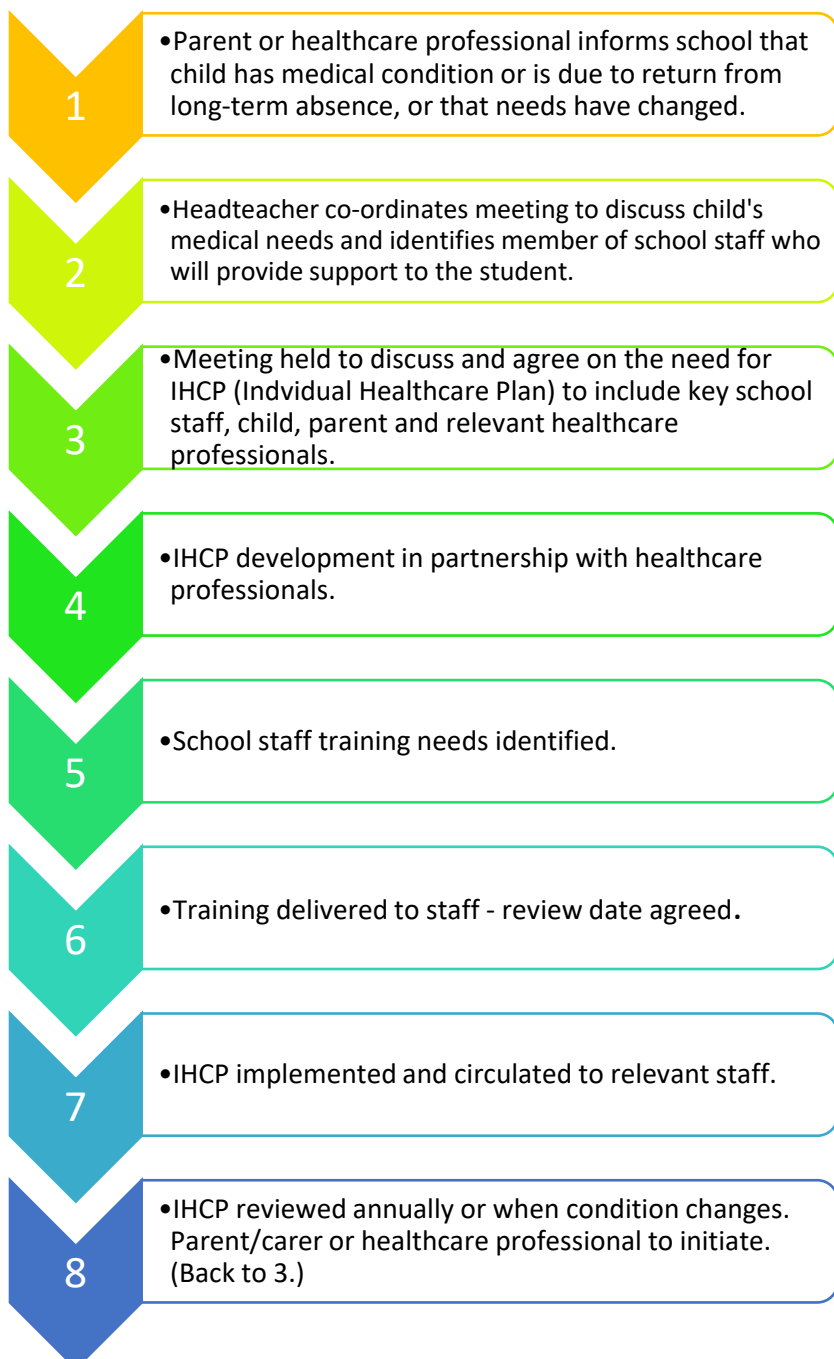 1
•Parent or healthcare professional informs school that
child has medical condition or is due to return from
long-term absence, or that needs have changed.
2
•Headteacher co-ordinates meeting to discuss child's
medical needs and identifies member of school staff who
will provide support to the student.
3
•Meeting held to discuss and agree on the need for
IHCP (Indvidual Healthcare Plan) to include key school
staff, child, parent and relevant healthcare
professionals.
4
•IHCP development in partnership with healthcare
professionals.
5
•School staff training needs identified.
6
•Training delivered to staff - review date agreed.
7
•IHCP implemented and circulated to relevant staff.
8
•IHCP reviewed annually or when condition changes.
Parent/carer or healthcare professional to initiate.
(Back to 3.)